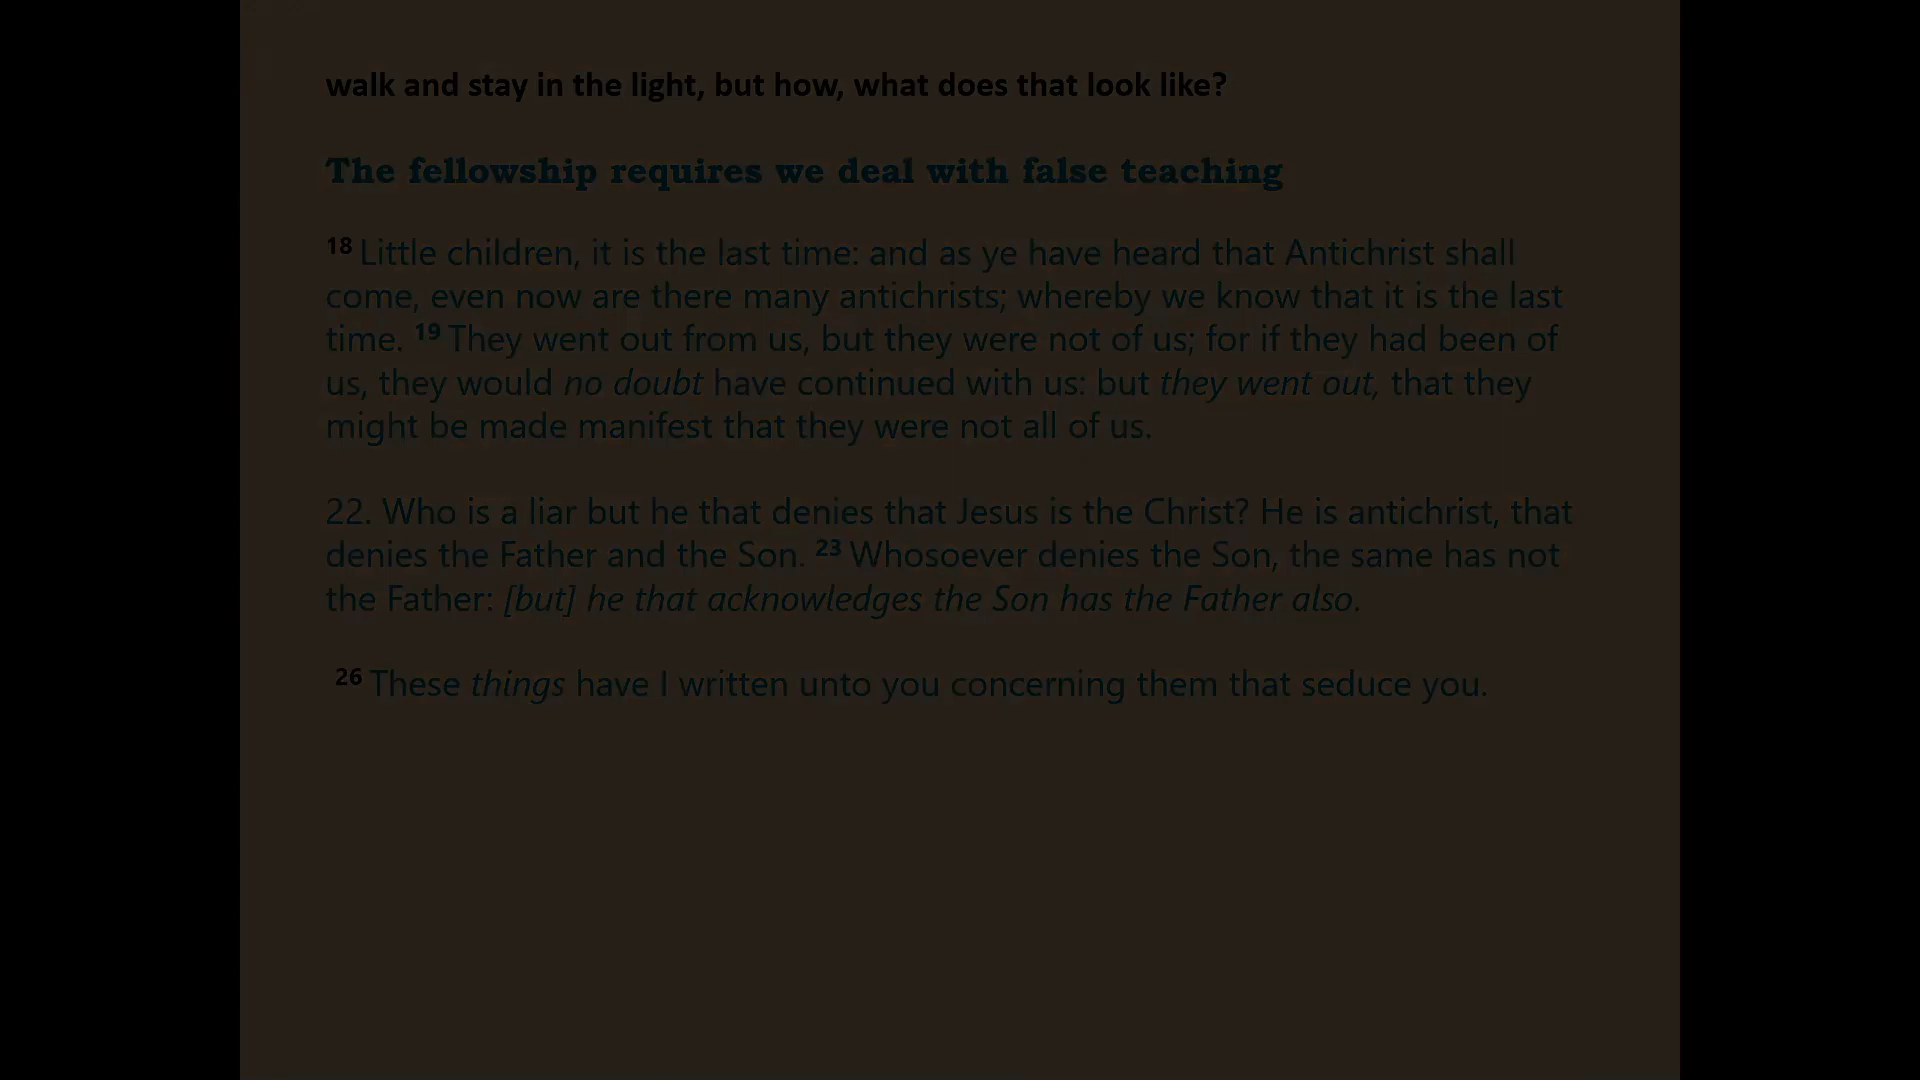 walk and stay in the light, but how, what does that look like?
The fellowship requires we deal with false teaching
18 Little children, it is the last time: and as ye have heard that Antichrist shall
come, even now are there many antichrists; whereby we know that it is the last
time. 19 They went out from us, but they were not of us; for if they had been of
us, they would no doubt have continued with us: but they went out, that they
might be made manifest that they were not all of us.
22. Who is a liar but he that denies that Jesus is the Christ? He is antichrist, that
denies the Father and the Son. 23 Whosoever denies the Son, the same has not
the Father: [but] he that acknowledges the Son has the Father also.
26 These things have I written unto you concerning them that seduce you.